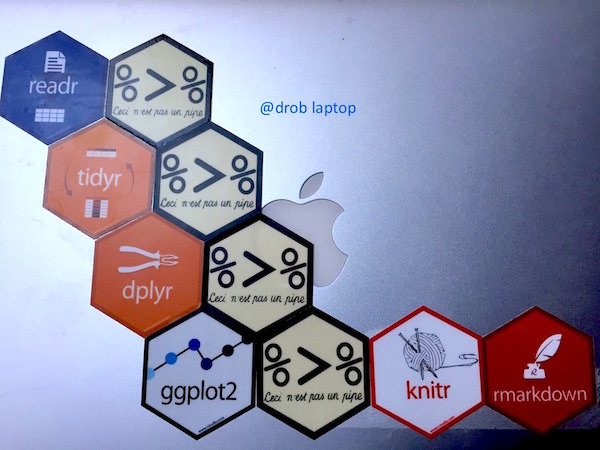 readr
%>%
Ceci n'est pas un pipe
@drob laptop
tidyr
%>%
Ceci n'est pas un pipe
dplyr
%>%
Ceci n'est pas un pipe
ggplot2
%>%
Ceci n'est pas un pipe
knitr
rmarkdown